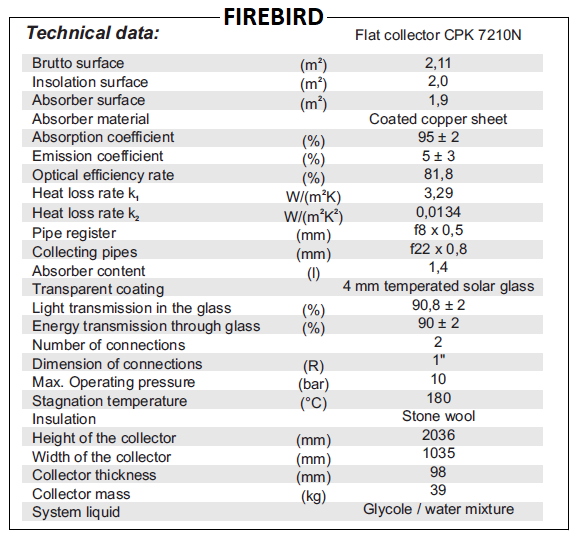 FIREBIRD
Technical data: Flat collector CPK 7210N
Brutto surface (m²) 2,11
Insolation surface (m²) 2,0
Absorber surface (m²) 1,9
Absorber material Coated copper sheet
Absorption coefficient (%) 95 ± 2
Emission coefficient (%) 5 ± 3
Optical efficiency rate (%) 81,8
Heat loss rate k₁ W/(m²K) 3,29
Heat loss rate k₂ W/(m²K²) 0,0134
Pipe register (mm) f8 x 0,5
Collecting pipes (mm) f22 x 0,8
Absorber content (l) 1,4
Transparent coating 4 mm temperated solar glass
Light transmission in the glass (%) 90,8 ± 2
Energy transmission through glass (%) 90 ± 2
Number of connections 2
Dimension of connections (R) 1"
Max. Operating pressure (bar) 10
Stagnation temperature (°C) 180
Insulation Stone wool
Height of the collector (mm) 2036
Width of the collector (mm) 1035
Collector thickness (mm) 98
Collector mass (kg) 39
System liquid Glycole / water mixture